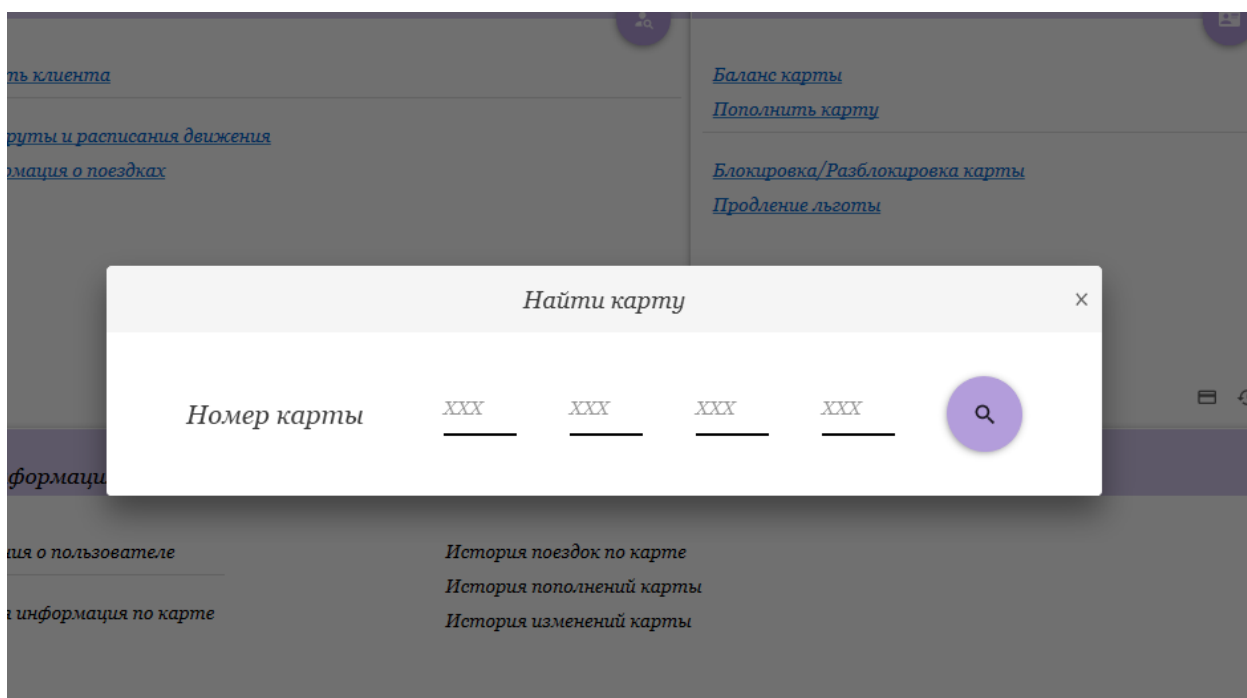 ть клиента
Баланс карты
Пополнить карту
руты и расписания движения
рмация о поездках
Блокировка/Разблокировка карты
Продление льготы
Найти карту
×
Номер карты XXX XXX XXX XXX
формаци
ния о пользователе
История поездок по карте
История пополнений карты
я информация по карте
История изменений карты